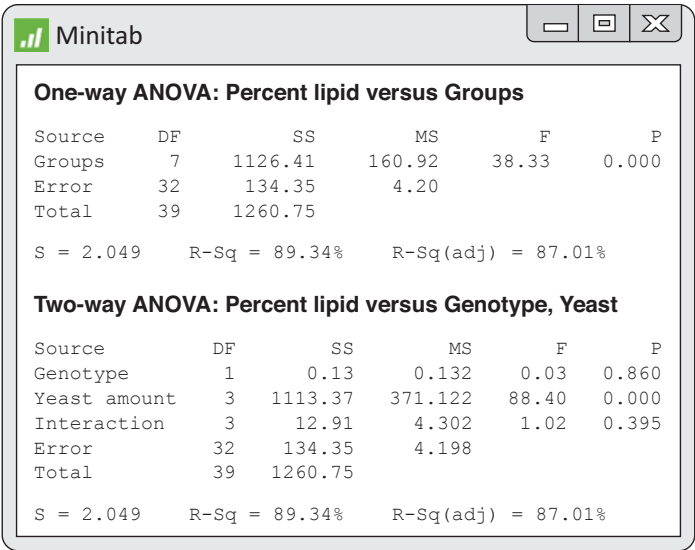 Minitab
One-way ANOVA: Percent lipid versus Groups
Source DF SS MS F P
Groups 7 1126.41 160.92 38.33 0.000
Error 32 134.35 4.20
Total 39 1260.75
S = 2.049 R-Sq = 89.34% R-Sq(adj) = 87.01%
Two-way ANOVA: Percent lipid versus Genotype, Yeast
Source DF SS MS F P
Genotype 1 0.13 0.132 0.03 0.860
Yeast amount 3 1113.37 371.122 88.40 0.000
Interaction 3 12.91 4.302 1.02 0.395
Error 32 134.35 4.198
Total 39 1260.75
S = 2.049 R-Sq = 89.34% R-Sq(adj) = 87.01%